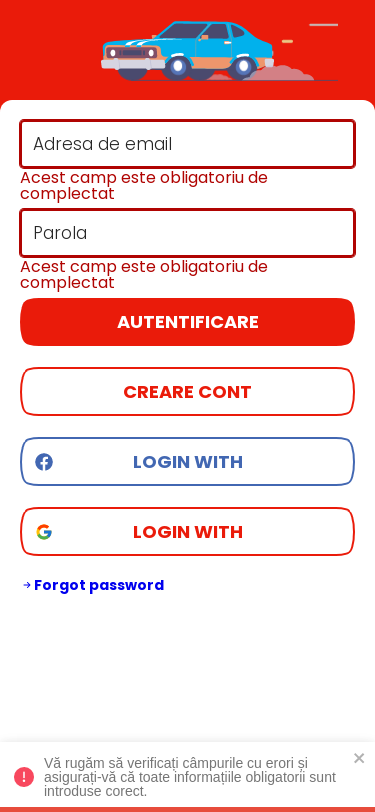 Adresa de email
Acest camp este obligatoriu de
complectat
Parola
Acest camp este obligatoriu de
complectat
AUTENTIFICARE
CREARE CONT
LOGIN WITH
LOGIN WITH
Forgot password
Vă rugăm să verificați câmpurile cu erori și
asigurați-vă că toate informațiile obligatorii sunt
introduse corect.